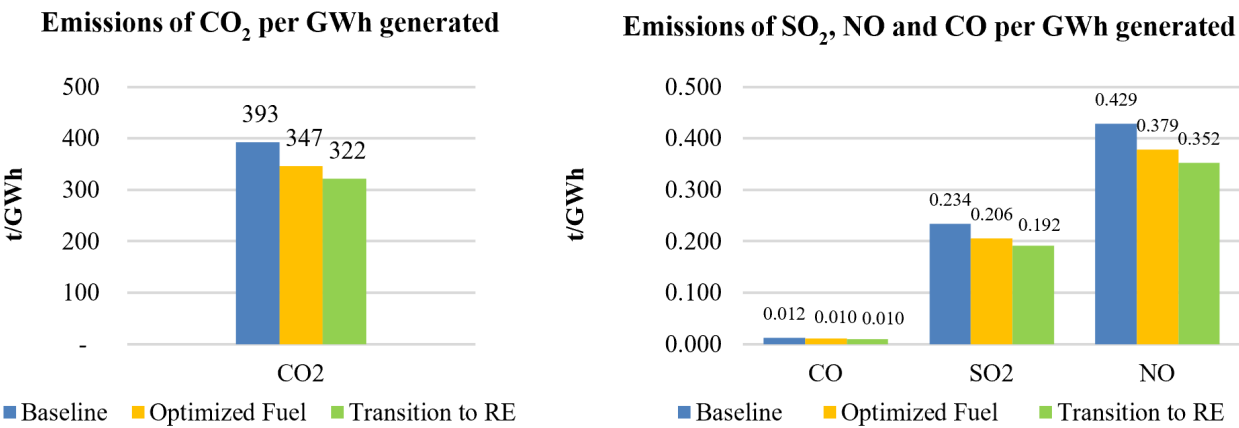 Emissions of CO₂ per GWh generated
t/GWh
500
400
300
200
100
-
393
347
322
CO2
Baseline Optimized Fuel Transition to RE
Emissions of SO₂, NO and CO per GWh generated
t/GWh
0.500
0.400
0.300
0.200
0.100
0.000
0.012 0.010 0.010
0.234
0.206
0.192
0.429
0.379
0.352
CO SO2 NO
Baseline Optimized Fuel Transition to RE